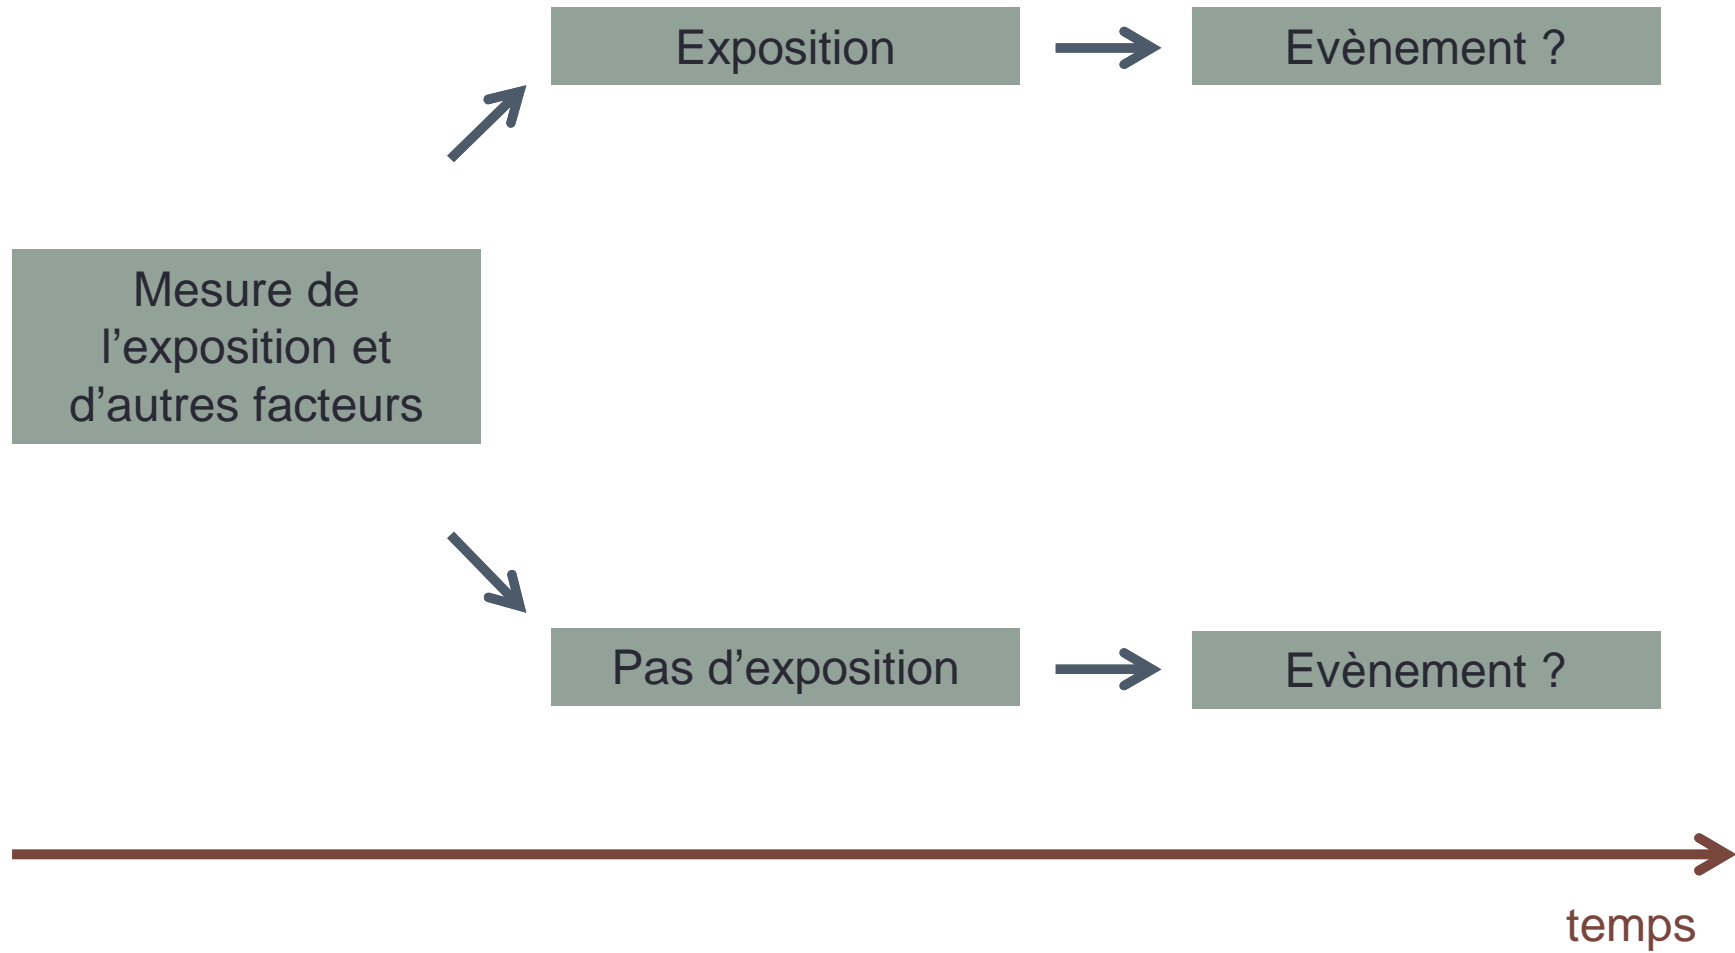 Exposition
Evènement ?
Mesure de
l’exposition et
d’autres facteurs
Pas d’exposition
Evènement ?
temps